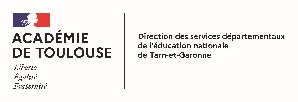 ACADÉMIE
DE TOULOUSE
Liberté
Égalité
Fraternité
Direction des services départementaux
de l'éducation nationale
de Tarn-et-Garonne